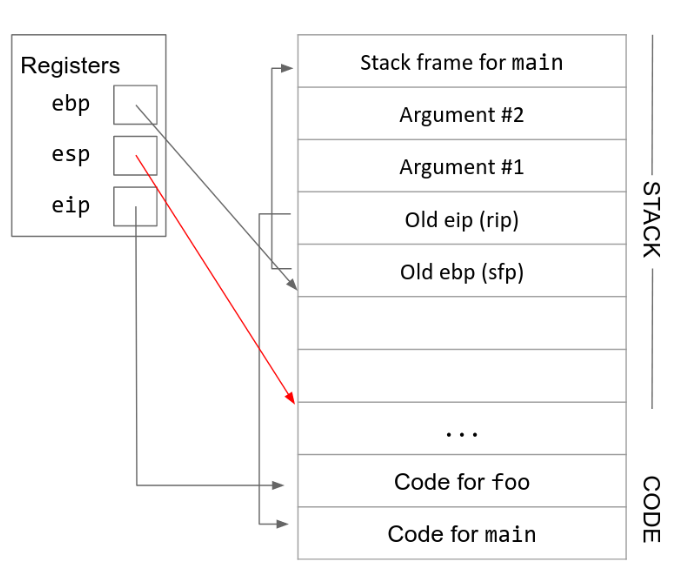 Registers
ebp
esp
eip
Stack frame for main
Argument #2
Argument #1
Old eip (rip)
Old ebp (sfp)
...
Code for foo
Code for main
STACK
CODE